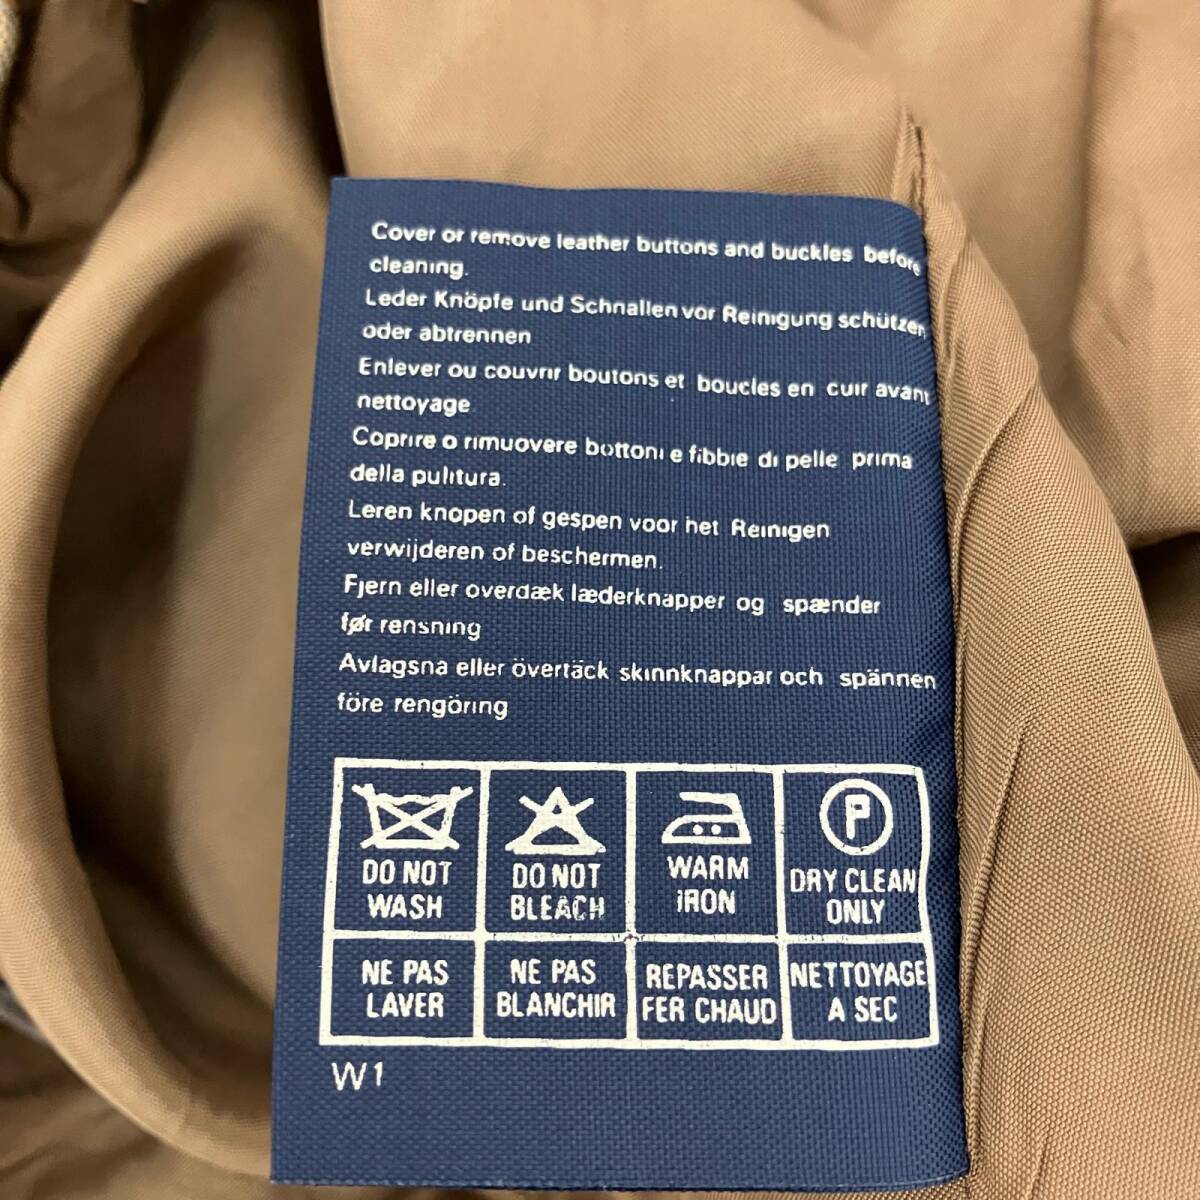 Cover or remove leather buttons and buckles before
cleaning.
Leder Knöpfe und Schnallen vor Reinigung schützen
oder abtrennen
Enlever ou couvrir boutons et boucles en cuir avant
nettoyage
Coprire o rimuovere bottoni e fibbie di pelle prima
della pulitura.
Leren knopen of gespen voor het Reinigen
verwijderen of beschermen.
Fjern eller overdæk læderknapper og spænder
før rensning
Avlagsna eller övertäck skinnknappar och spännen
före rengöring
P
DO NOT WASH
DO NOT BLEACH
WARM IRON
DRY CLEAN ONLY
NE PAS LAVER
NE PAS BLANCHIR
REPASSER FER CHAUD
NETTOYAGE A SEC
W1